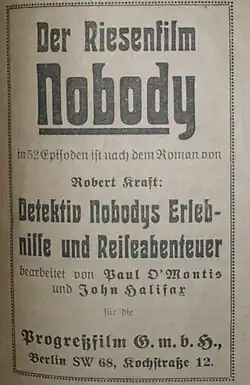 Der Riesenfilm
Nobody
in 52 Episoden ist nach dem Roman von
Robert Kraft:
Detektiv Nobodys Erleb-
nisse und Reiseabenteuer
bearbeitet von Paul O'Montis
und John Halifax
für die
Progreßfilm G. m. b. H.,
Berlin SW 68, Kochstraße 12.